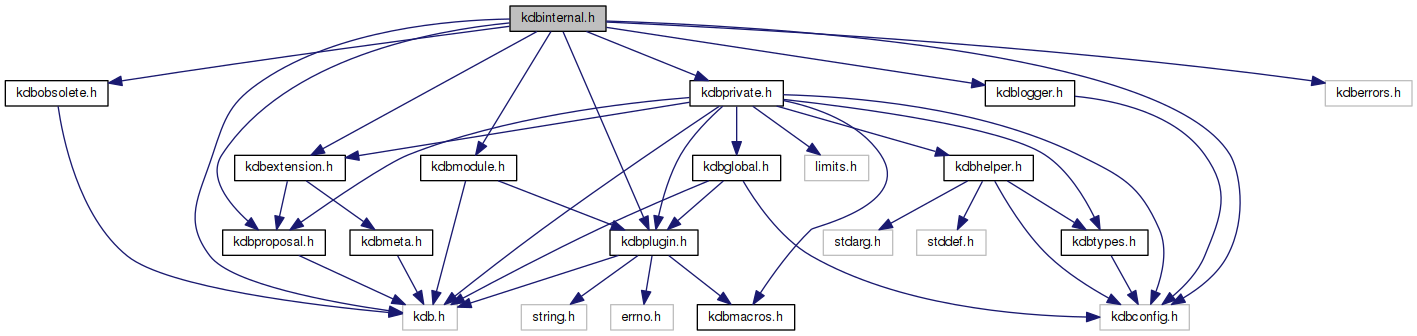 kdbinternal.h
kdbobsolete.h
kdbprivate.h
kdblogger.h
kdberrors.h
kdbextension.h
kdbmodule.h
kdbglobal.h
limits.h
kdbhelper.h
kdbproposal.h
kdbmeta.h
kdbplugin.h
stdarg.h
stddef.h
kdbtypes.h
kdb.h
string.h
errno.h
kdbmacros.h
kdbconfig.h